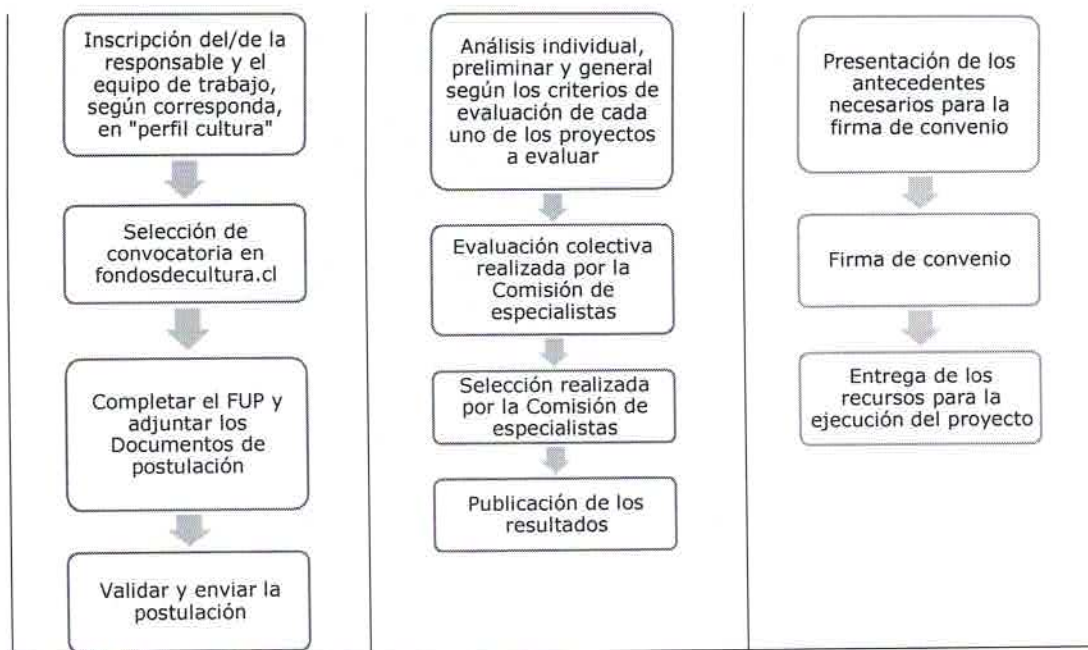 Inscripción del/de la
responsable y el
equipo de trabajo,
según corresponda,
en "perfil cultura"
Selección de
convocatoria en
fondosdecultura.cl
Completar el FUP y
adjuntar los
Documentos de
postulación
Validar y enviar la
postulación
Análisis individual,
preliminar y general
según los criterios de
evaluación de cada
uno de los proyectos
a evaluar
Evaluación colectiva
realizada por la
Comisión de
especialistas
Selección realizada
por la Comisión de
especialistas
Publicación de los
resultados
Presentación de los
antecedentes
necesarios para la
firma de convenio
Firma de convenio
Entrega de los
recursos para la
ejecución del proyecto